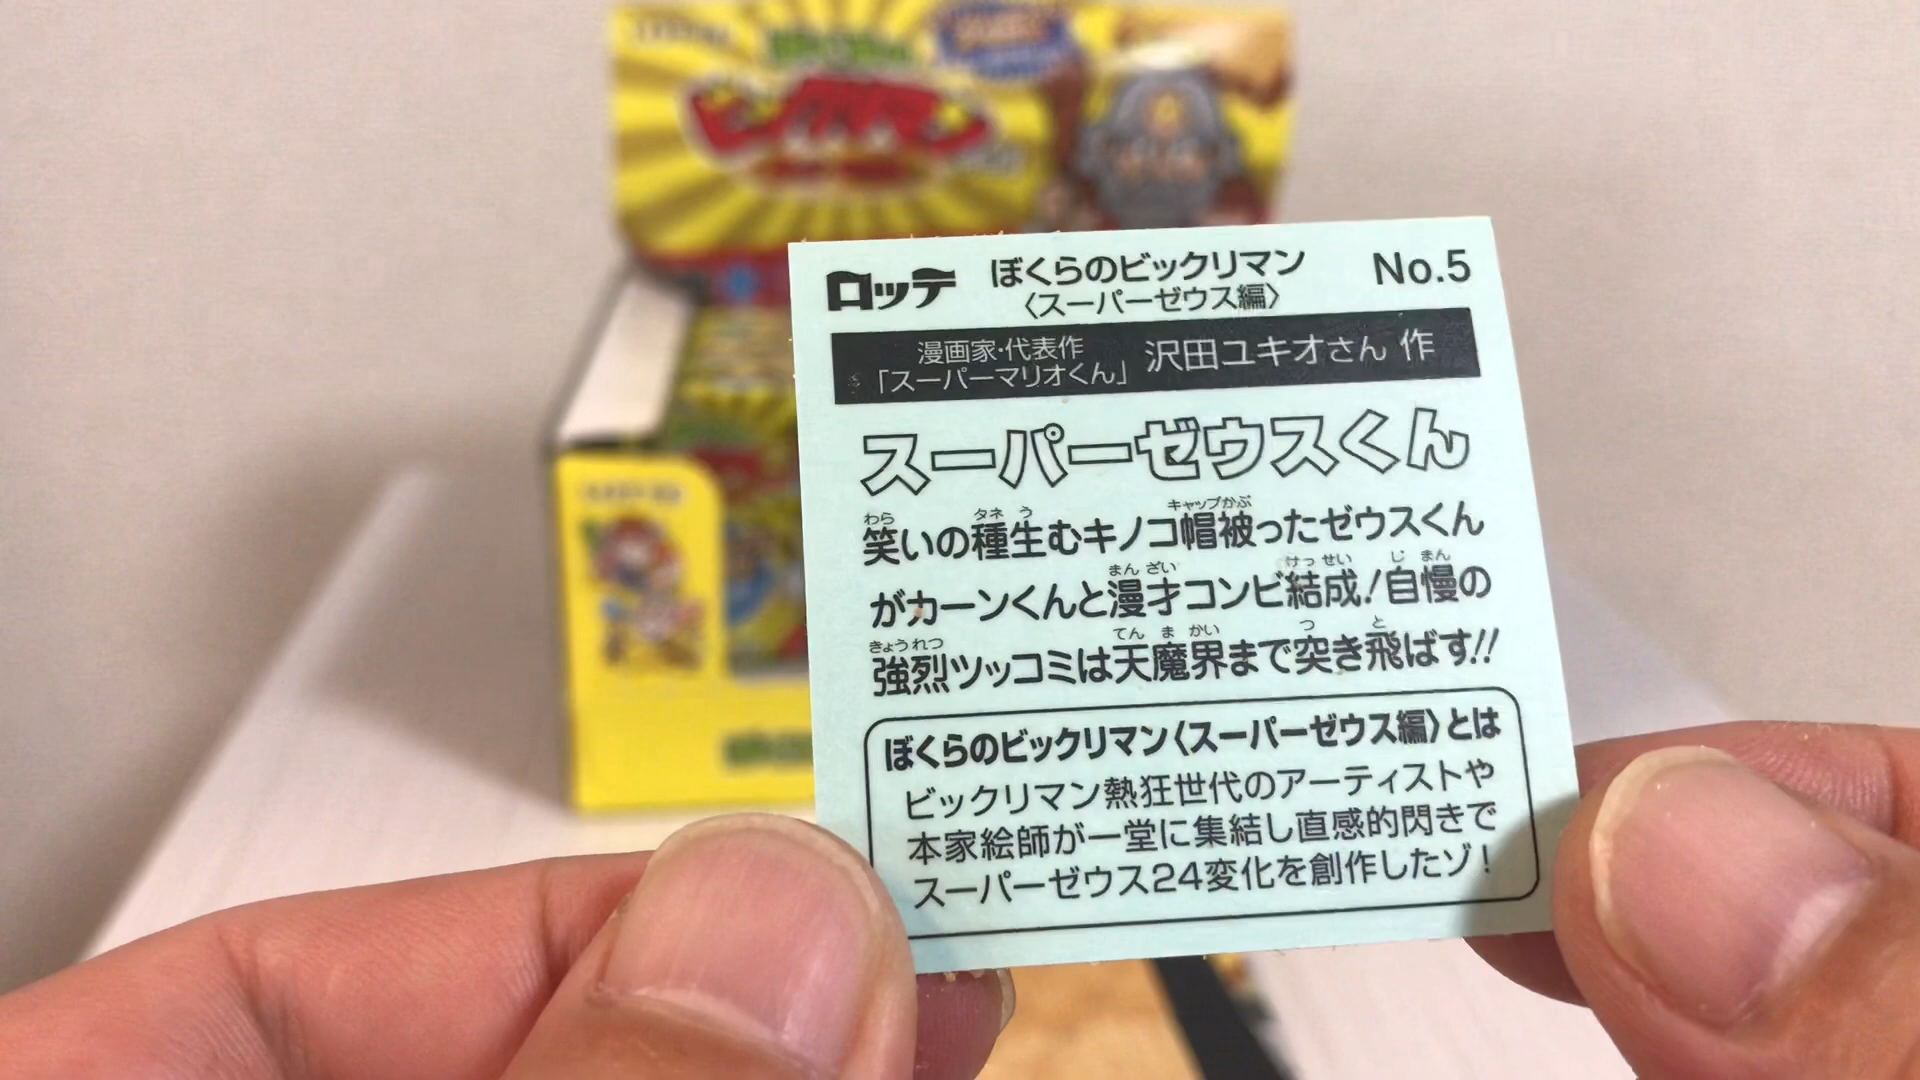 ビックリマン
ロッテ
ぼくらのビックリマン
〈スーパーゼウス編〉
No.5
漫画家・代表作
「スーパーマリオくん」
沢田ユキオさん 作
スーパーゼウスくん
わら タネ う キャップかぶ
笑いの種生むキノコ帽被ったゼウスくん
まん ざい けっ せい じ まん
がカーンくんと漫才コンビ結成!自慢の
きょうれつ てん ま かい つ と
強烈ツッコミは天魔界まで突き飛ばす!!
ぼくらのビックリマン〈スーパーゼウス編〉とは
ビックリマン熱狂世代のアーティストや
本家絵師が一堂に集結し直感的閃きで
スーパーゼウス24変化を創作したゾ!